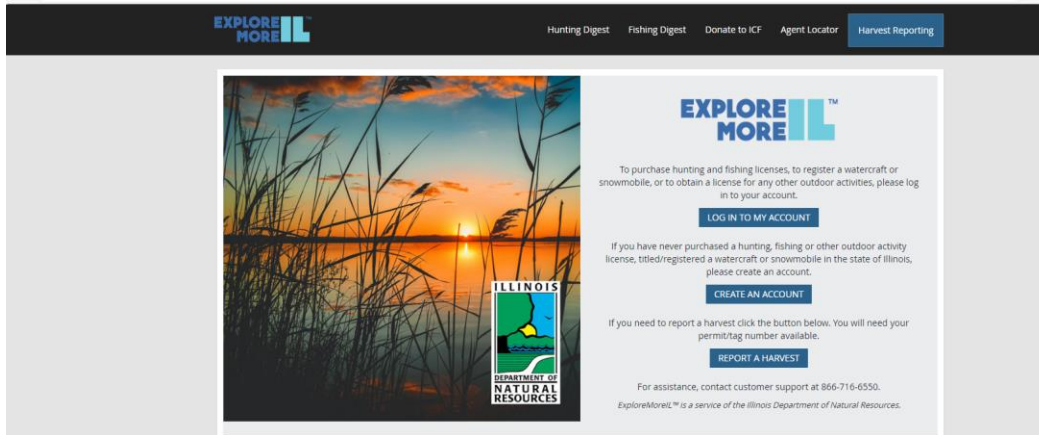 EXPLORE IL™
MORE
Hunting Digest Fishing Digest Donate to ICF Agent Locator Harvest Reporting
EXPLORE IL™
MORE
To purchase hunting and fishing licenses, to register a watercraft or
snowmobile, or to obtain a license for any other outdoor activities, please log
in to your account.
LOG IN TO MY ACCOUNT
If you have never purchased a hunting, fishing or other outdoor activity
license, titled/registered a watercraft or snowmobile in the state of Illinois,
please create an account.
CREATE AN ACCOUNT
If you need to report a harvest click the button below. You will need your
permit/tag number available.
REPORT A HARVEST
For assistance, contact customer support at 866-716-6550.
ExploreMoreIL™ is a service of the Illinois Department of Natural Resources.
ILLINOIS
DEPARTMENT OF
NATURAL
RESOURCES